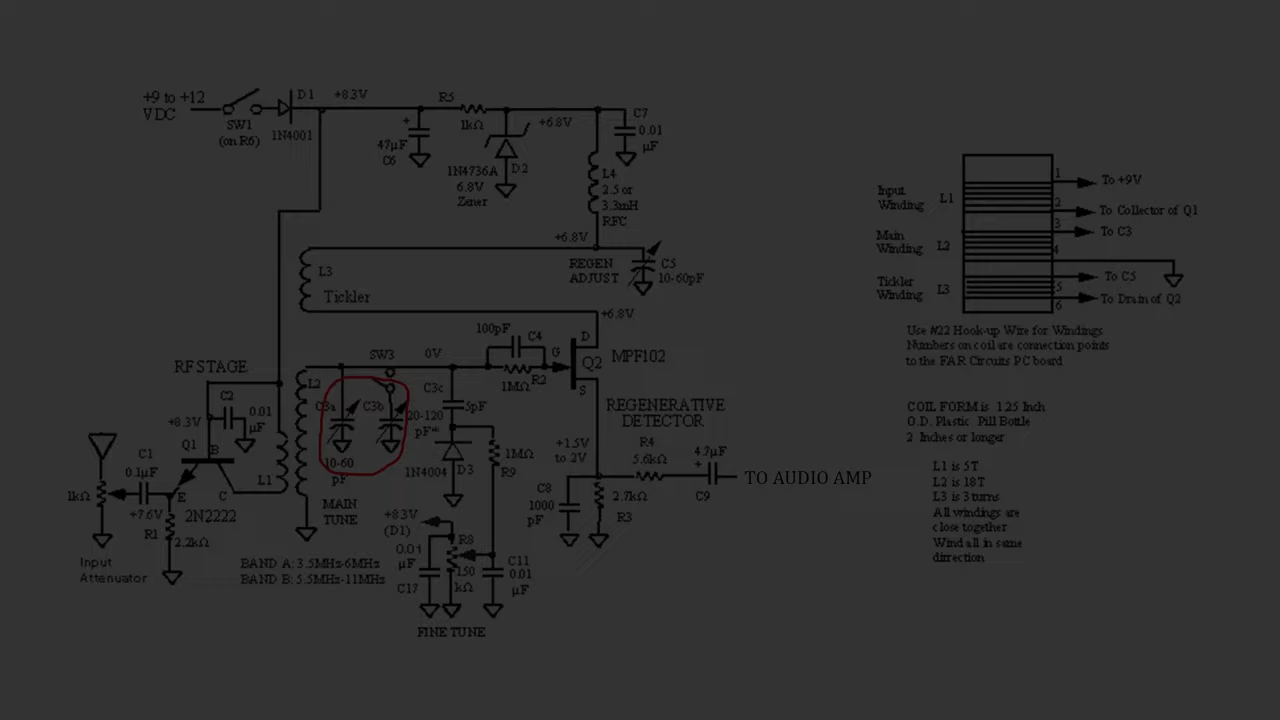 +9 to +12
VDC
SW1
(on R6)
D1
1N4001
+8.3V
+
47µF
C6
R5
1kΩ
1N4736A
6.8V
Zener
D2
+6.8V
C7
0.01
µF
L4
2.5 or
3.3mH
RFC
+6.8V
REGEN
ADJUST
C5
10-60pF
L3
Tickler
+6.8V
100pF
C4
G
D
Q2
MPF102
S
1MΩ
R2
SW3
0V
RF STAGE
L2
C3a
C3b
C3c
20-120
pF*
5pF
10-60
pF
C2
0.01
µF
+8.3V
Q1
B
E
C
2N2222
L1
C1
0.1µF
1kΩ
+7.6V
R1
2.2kΩ
Input
Attenuator
MAIN
TUNE
BAND A: 3.5MHz-6MHz
BAND B: 5.5MHz-11MHz
1N4004
D3
1MΩ
R9
+8.3V
(D1)
0.01
µF
C17
R8
150
kΩ
C11
0.01
µF
FINE TUNE
REGENERATIVE
DETECTOR
+1.5V
to 2V
R4
5.6kΩ
4.7µF
+
C9
TO AUDIO AMP
C8
1000
pF
2.7kΩ
R3
Input
Winding
L1
Main
Winding
L2
Tickler
Winding
L3
1
To +9V
2
To Collector of Q1
3
To C3
4
To C5
5
To Drain of Q2
6
Use #22 Hook-up Wire for Windings
Numbers on coil are connection points
to the FAR Circuits PC board
COIL FORM is 1.25 Inch
O.D. Plastic Pill Bottle
2 Inches or longer
L1 is 5T
L2 is 18T
L3 is 3 turns
All windings are
close together
Wind all in same
dirrection